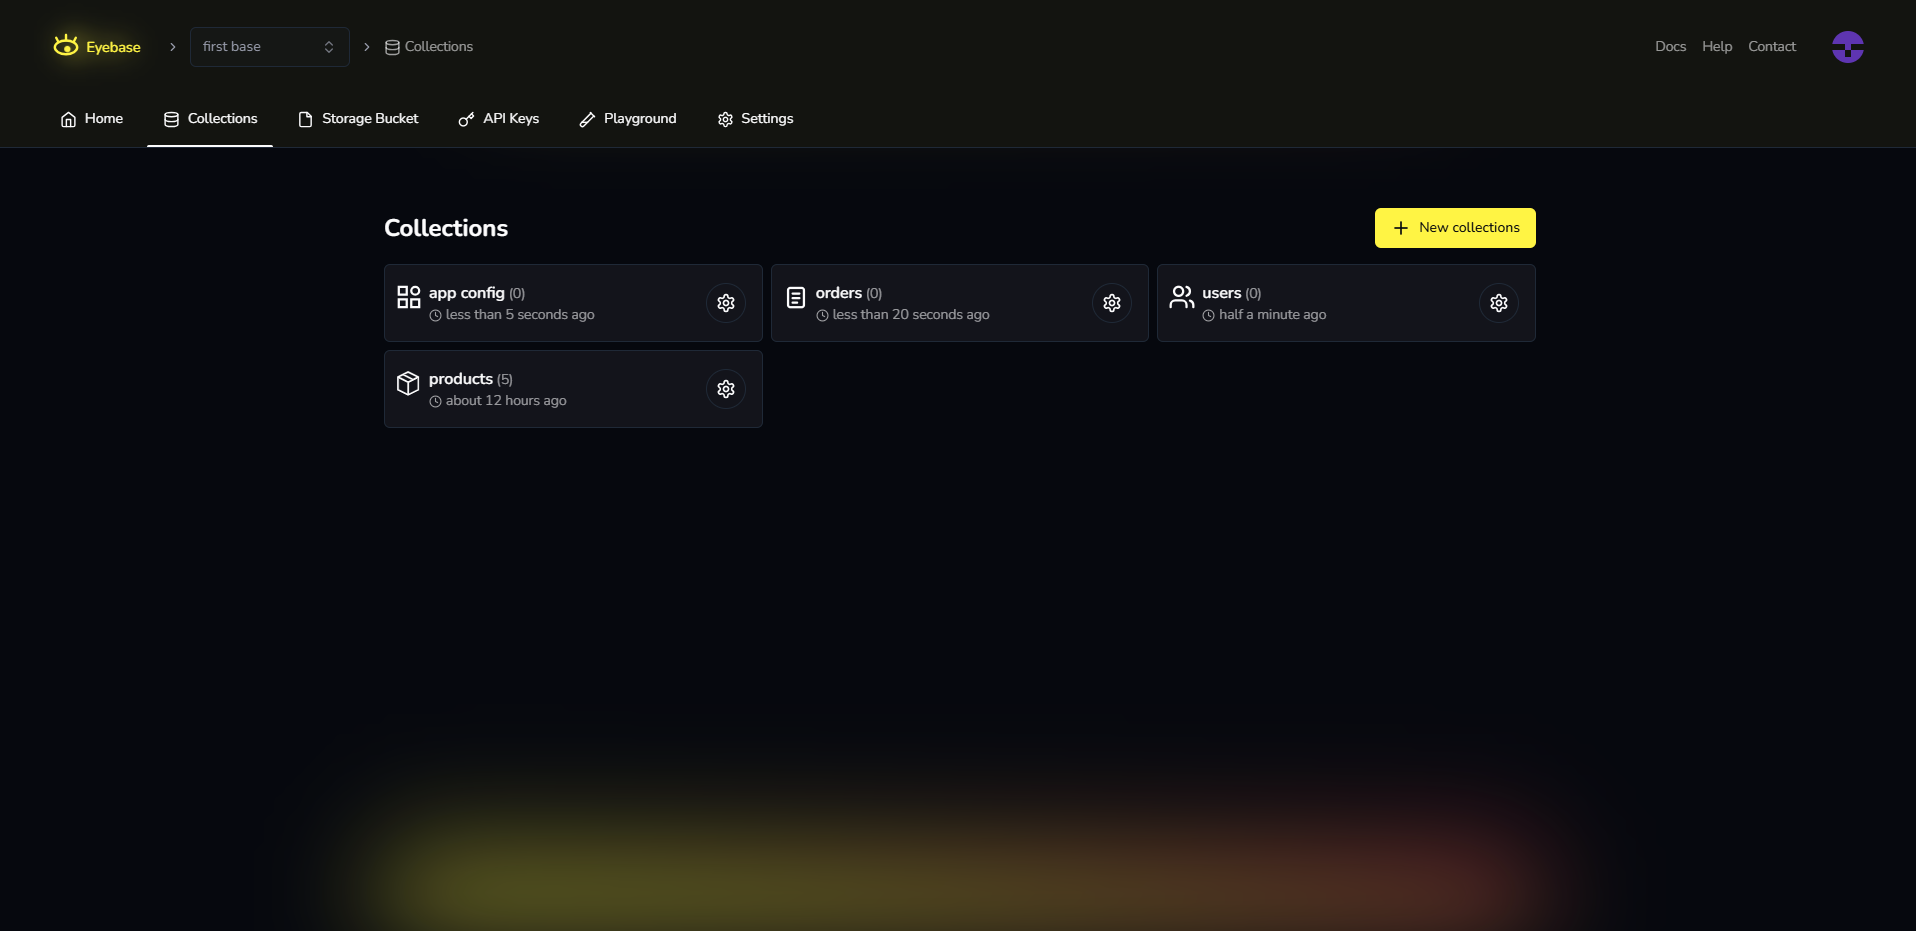 Eyebase
first base
Collections
Docs Help Contact
Home Collections Storage Bucket API Keys Playground Settings
Collections
New collections
app config (0)
less than 5 seconds ago
orders (0)
less than 20 seconds ago
users (0)
half a minute ago
products (5)
about 12 hours ago